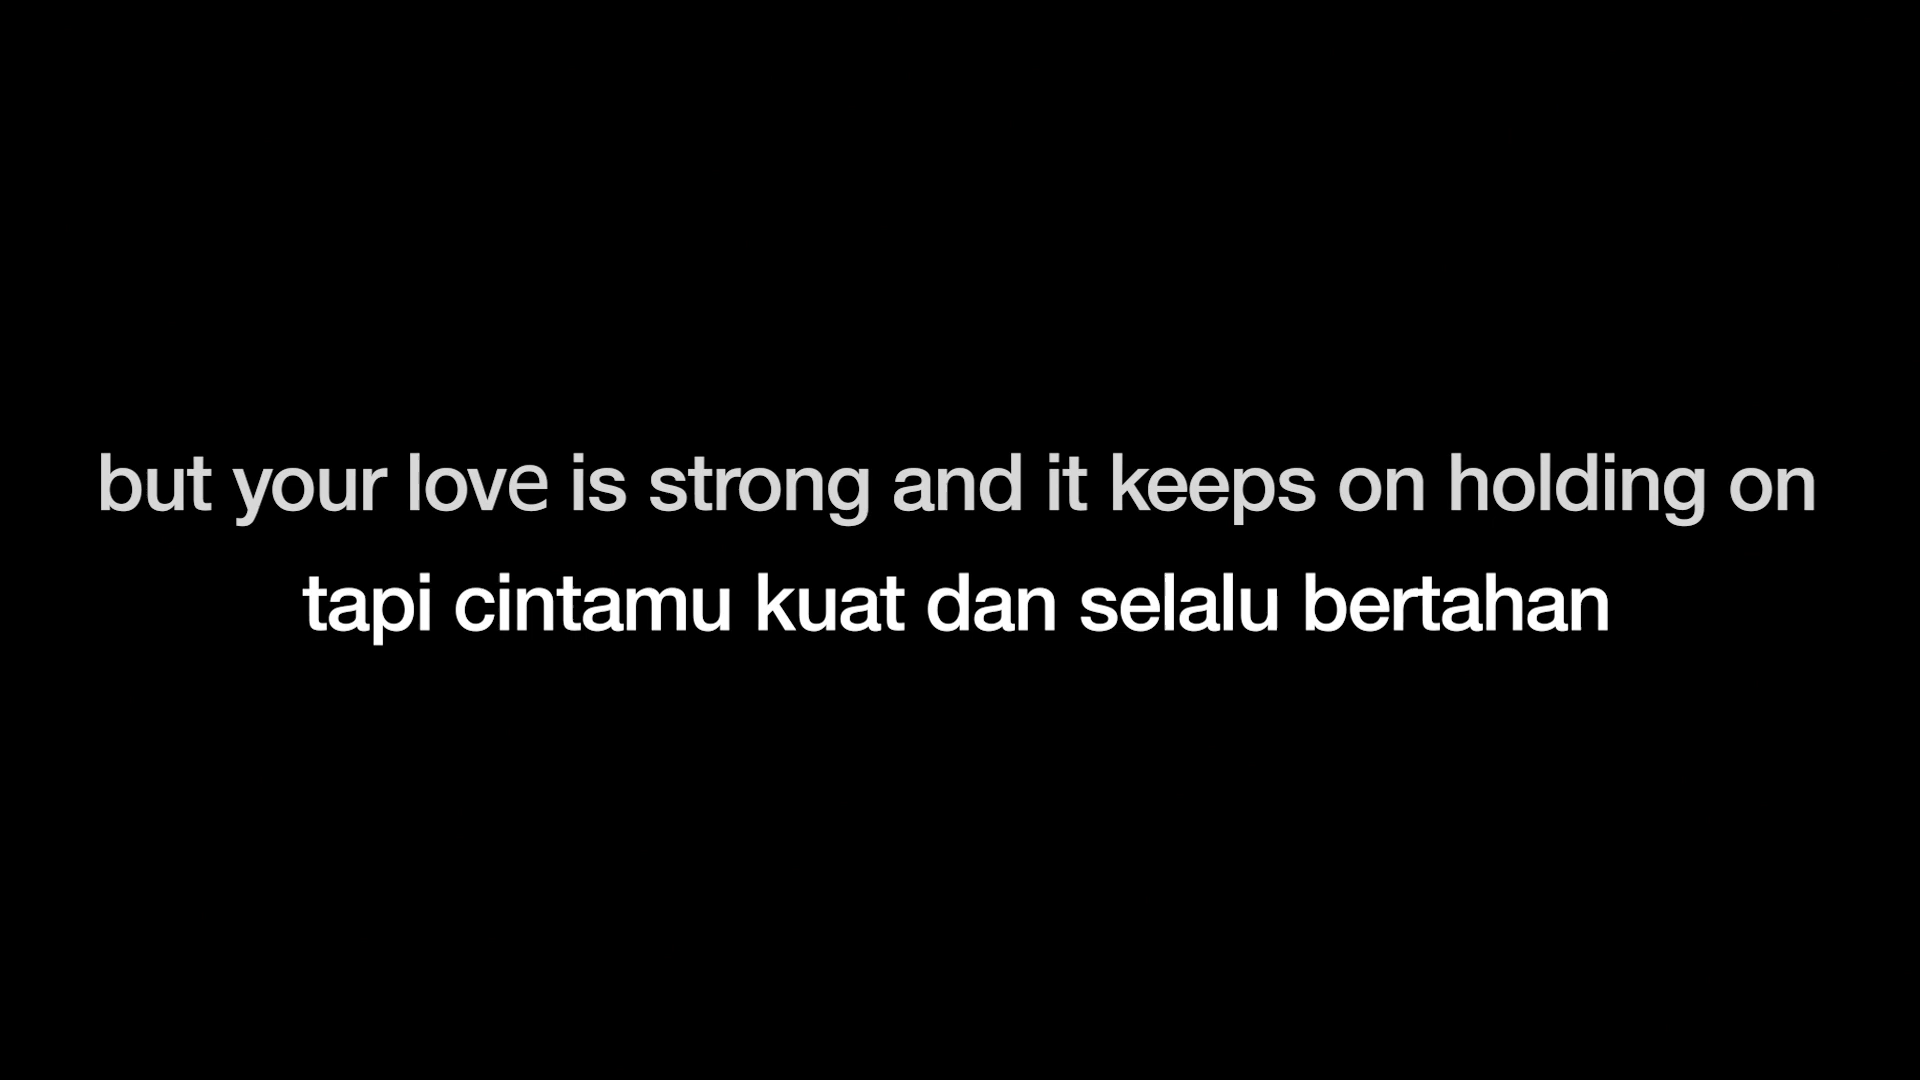 but your love is strong and it keeps on holding on
tapi cintamu kuat dan selalu bertahan